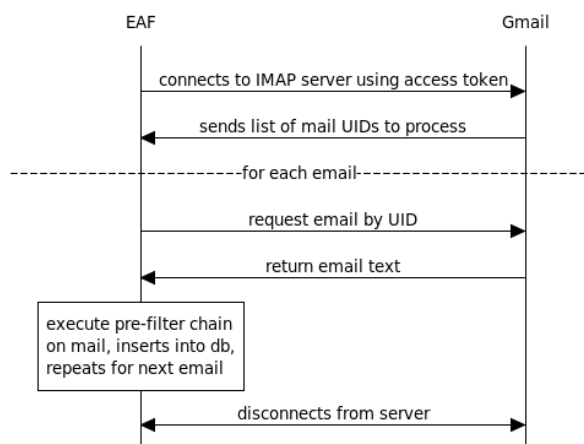 EAF Gmail
connects to IMAP server using access token
sends list of mail UIDs to process
for each email
request email by UID
return email text
execute pre-filter chain
on mail, inserts into db,
repeats for next email
disconnects from server